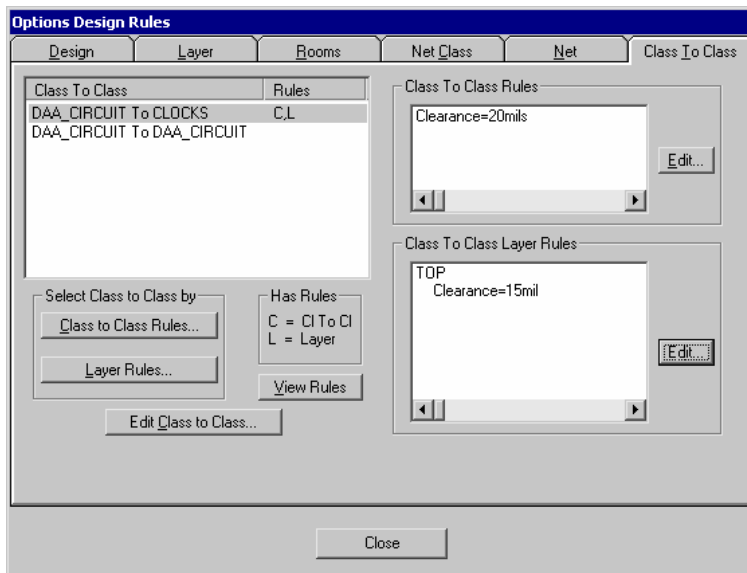 Options Design Rules
Design
Layer
Rooms
Net Class
Net
Class To Class
Class To Class Rules
DAA_CIRCUIT To CLOCKS C,L
DAA_CIRCUIT To DAA_CIRCUIT
Select Class to Class by
Class to Class Rules...
Layer Rules...
Has Rules
C = Cl To Cl
L = Layer
View Rules
Edit Class to Class...
Class To Class Rules
Clearance=20mils
Edit...
Class To Class Layer Rules
TOP
Clearance=15mil
Edit...
Close